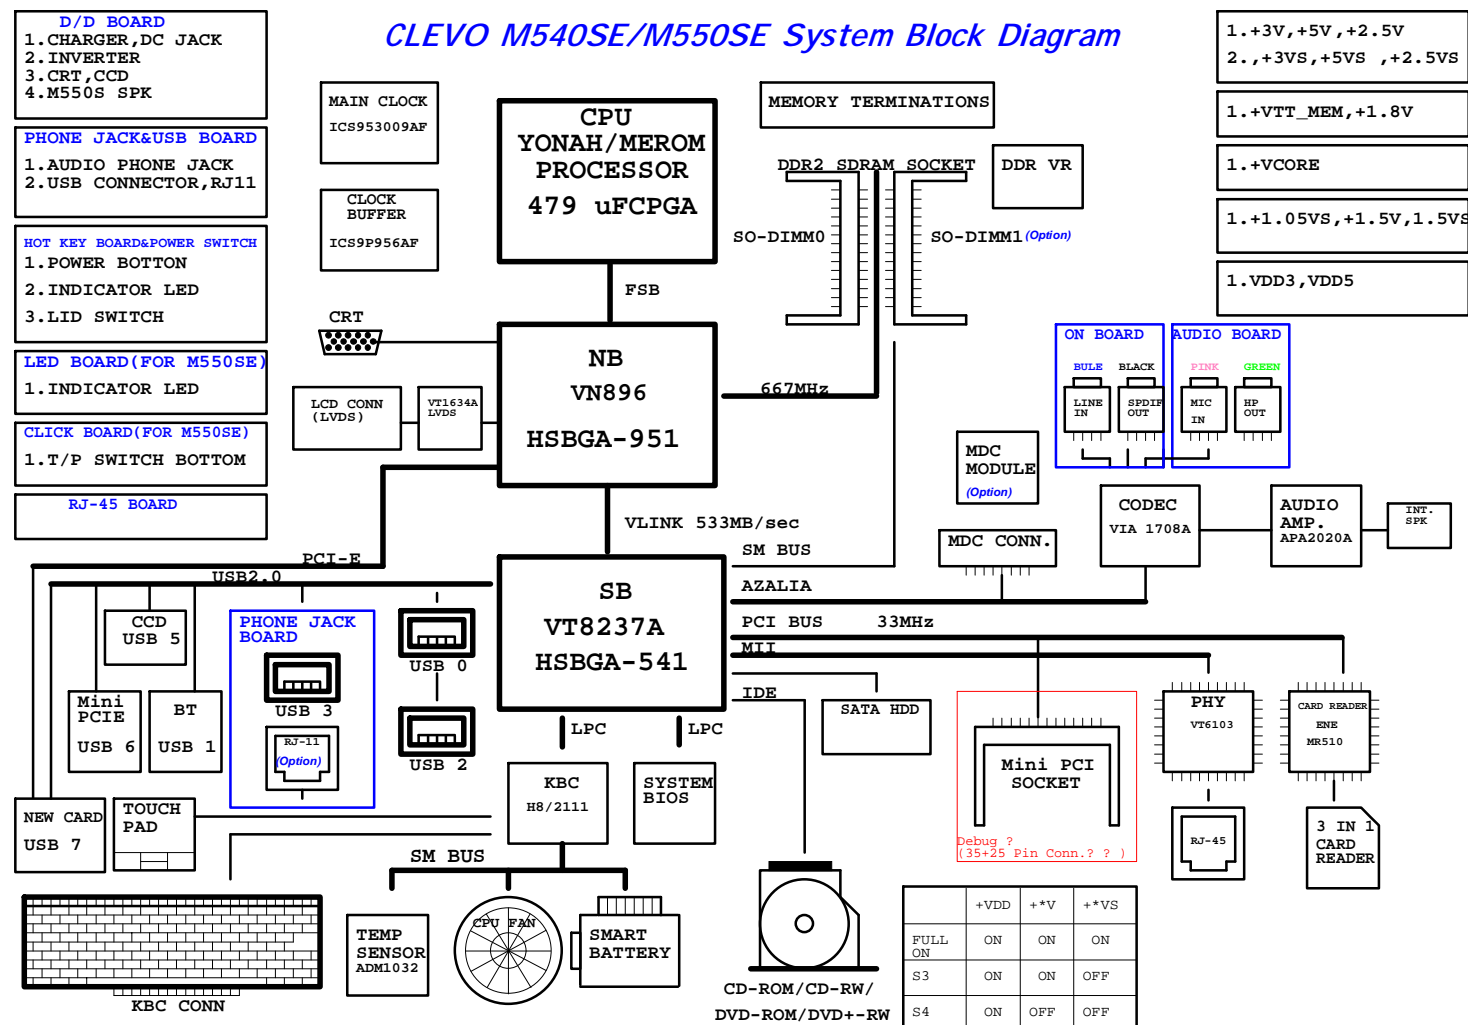 CLEVO M540SE/M550SE System Block Diagram
D/D BOARD
1.CHARGER,DC JACK
2.INVERTER
3.CRT,CCD
4.M550S SPK
PHONE JACK&USB BOARD
1.AUDIO PHONE JACK
2.USB CONNECTOR,RJ11
HOT KEY BOARD&POWER SWITCH
1.POWER BOTTON
2.INDICATOR LED
3.LID SWITCH
LED BOARD(FOR M550SE)
1.INDICATOR LED
CLICK BOARD(FOR M550SE)
1.T/P SWITCH BOTTOM
RJ-45 BOARD
MAIN CLOCK
ICS953009AF
CLOCK
BUFFER
ICS9P956AF
CPU
YONAH/MEROM
PROCESSOR
479 uFCPGA
FSB
MEMORY TERMINATIONS
DDR2 SDRAM SOCKET
DDR VR
SO-DIMM0
SO-DIMM1
(Option)
1.+3V,+5V,+2.5V
2.,+3VS,+5VS ,+2.5VS
1.+VTT_MEM,+1.8V
1.+VCORE
1.+1.05VS,+1.5V,1.5VS
1.VDD3,VDD5
CRT
LCD CONN
(LVDS)
VT1634A
LVDS
NB
VN896
HSBGA-951
667MHz
ON BOARD
BULE
BLACK
LINE
IN
SPDIF
OUT
AUDIO BOARD
PINK
GREEN
MIC
IN
HP
OUT
MDC
MODULE
(Option)
MDC CONN.
CODEC
VIA 1708A
AUDIO
AMP.
APA2020A
INT.
SPK
VLINK 533MB/sec
SM BUS
AZALIA
PCI BUS
33MHz
MII
IDE
PCI-E
USB2.0
SB
VT8237A
HSBGA-541
CCD
USB 5
Mini
PCIE
USB 6
BT
USB 1
PHONE JACK
BOARD
USB 3
RJ-11
(Option)
USB 0
USB 2
LPC
LPC
SATA HDD
Mini PCI
SOCKET
Debug ?
(35+25 Pin Conn.? ? )
PHY
VT6103
CARD READER
ENE
MR510
RJ-45
3 IN 1
CARD
READER
NEW CARD
USB 7
TOUCH
PAD
KBC
H8/2111
SYSTEM
BIOS
SM BUS
KBC CONN
TEMP
SENSOR
ADM1032
CPU FAN
SMART
BATTERY
CD-ROM/CD-RW/
DVD-ROM/DVD+-RW
+VDD +*V +*VS
FULL
ON
ON ON ON
S3 ON ON OFF
S4 ON OFF OFF